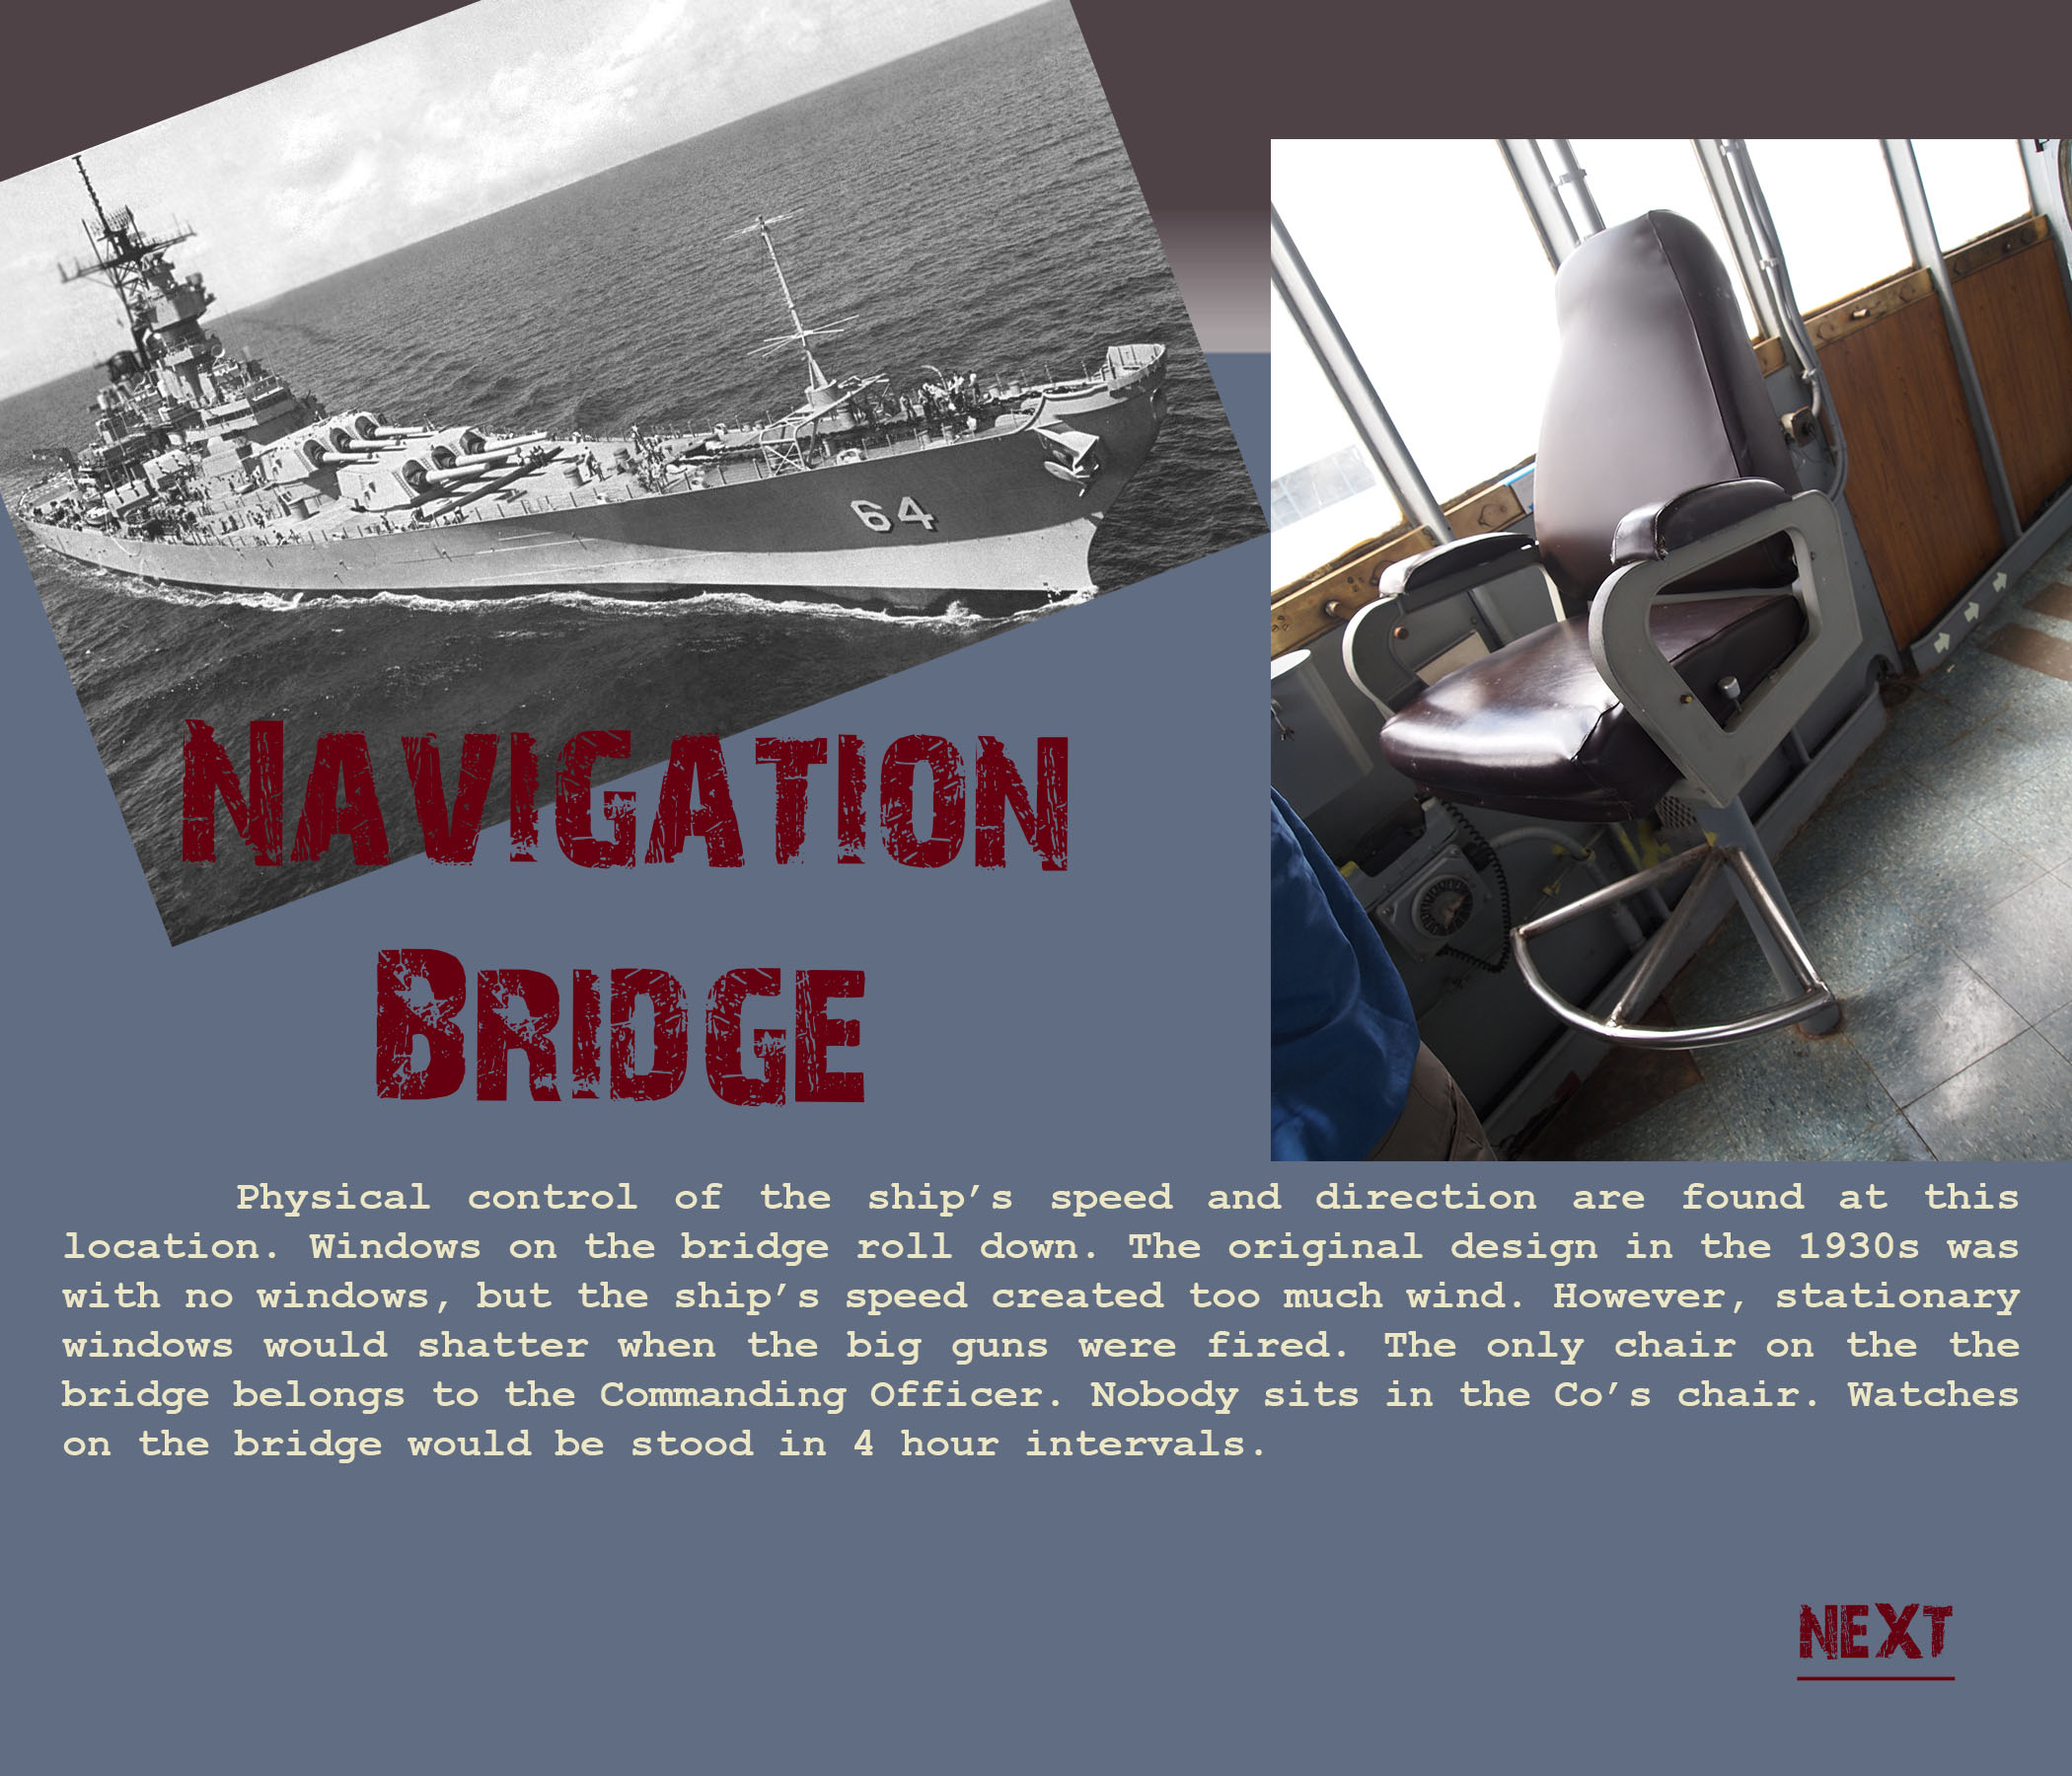 64
Navigation
Bridge
Physical control of the ship’s speed and direction are found at this
location. Windows on the bridge roll down. The original design in the 1930s was
with no windows, but the ship’s speed created too much wind. However, stationary
windows would shatter when the big guns were fired. The only chair on the the
bridge belongs to the Commanding Officer. Nobody sits in the Co’s chair. Watches
on the bridge would be stood in 4 hour intervals.
NEXT